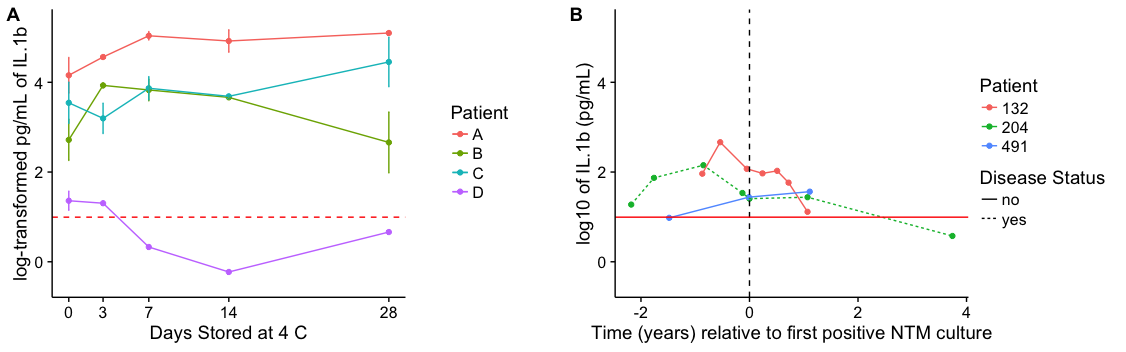 A
log-transformed pg/mL of IL.1b
4
2
0
0 3 7 14 28
Days Stored at 4 C
Patient
A
B
C
D
B
log10 of IL.1b (pg/mL)
4
2
0
-2 0 2 4
Time (years) relative to first positive NTM culture
Patient
132
204
491
Disease Status
no
yes